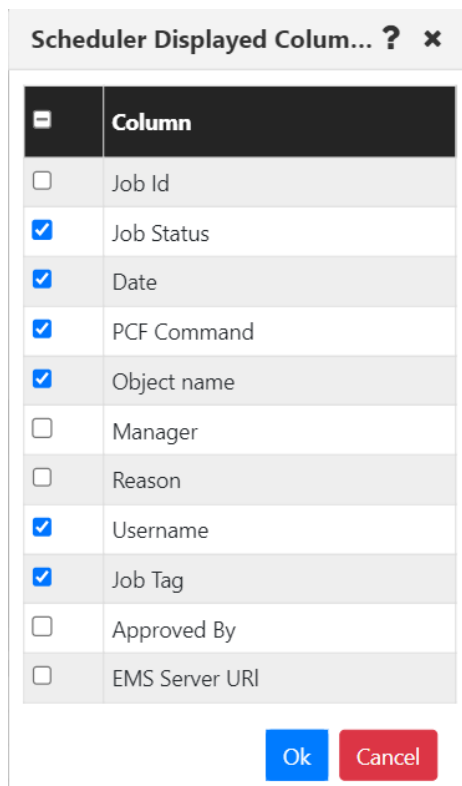 Scheduler Displayed Colum... ? ×
Column
Job Id
Job Status
Date
PCF Command
Object name
Manager
Reason
Username
Job Tag
Approved By
EMS Server URl
Ok Cancel